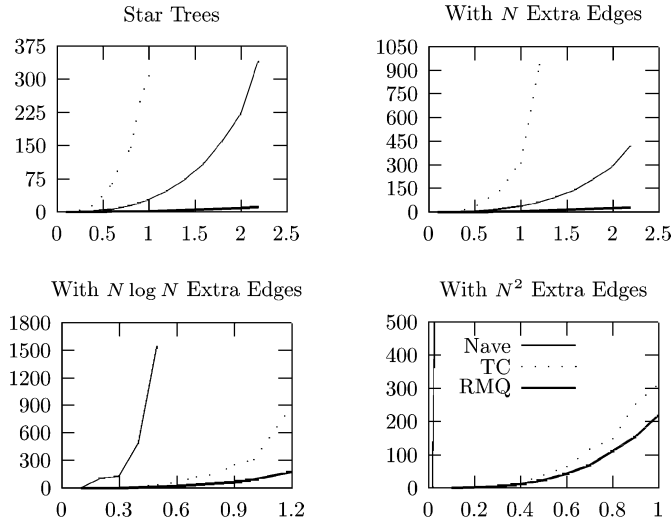 Star Trees
375
300
225
150
75
0
0 0.5 1 1.5 2 2.5
With N Extra Edges
1050
900
750
600
450
300
150
0
0 0.5 1 1.5 2 2.5
With N log N Extra Edges
1800
1500
1200
900
600
300
0
0 0.3 0.6 0.9 1.2
With N² Extra Edges
500
400
300
200
100
0
Nave
TC
RMQ
0 0.2 0.4 0.6 0.8 1